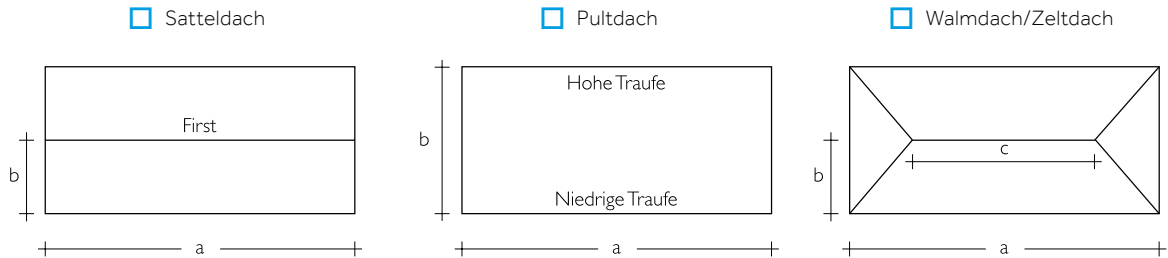 Satteldach
Pultdach
Walmdach/Zeltdach
First
b
a
Hohe Traufe
b
Niedrige Traufe
a
c
b
a